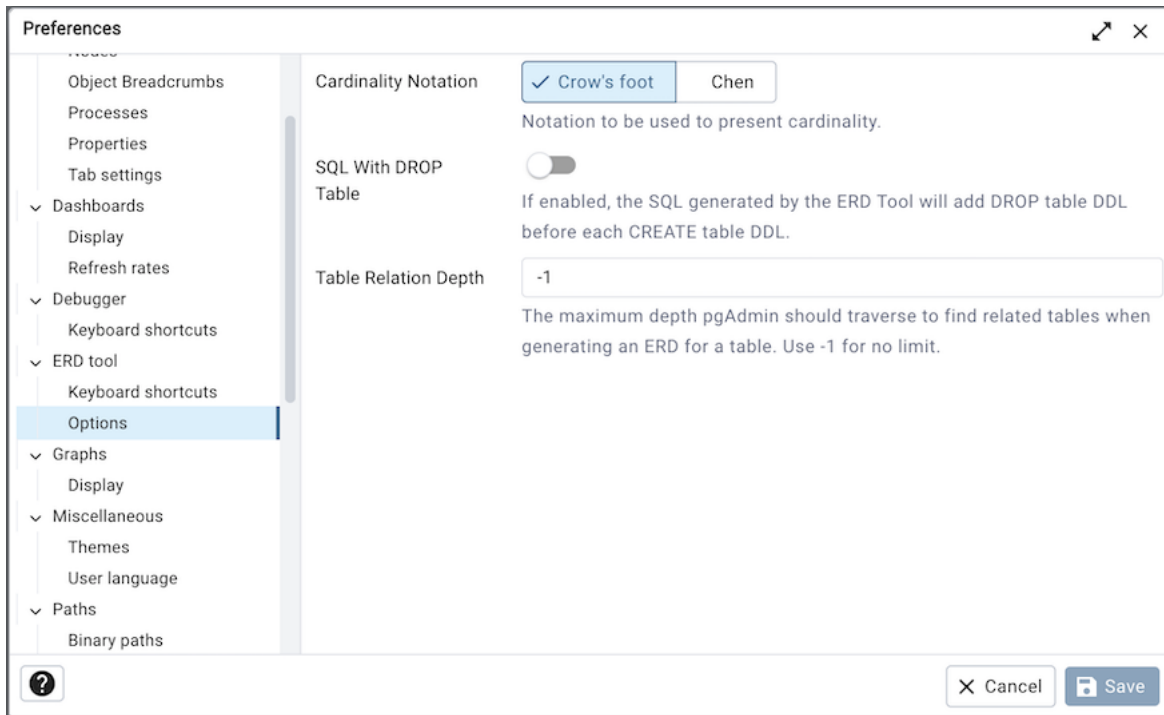 Preferences
Object Breadcrumbs
Processes
Properties
Tab settings
Dashboards
Display
Refresh rates
Debugger
Keyboard shortcuts
ERD tool
Keyboard shortcuts
Options
Graphs
Display
Miscellaneous
Themes
User language
Paths
Binary paths
Cardinality Notation
Crow's foot
Chen
Notation to be used to present cardinality.
SQL With DROP
Table
If enabled, the SQL generated by the ERD Tool will add DROP table DDL
before each CREATE table DDL.
Table Relation Depth
-1
The maximum depth pgAdmin should traverse to find related tables when
generating an ERD for a table. Use -1 for no limit.
?
Cancel
Save